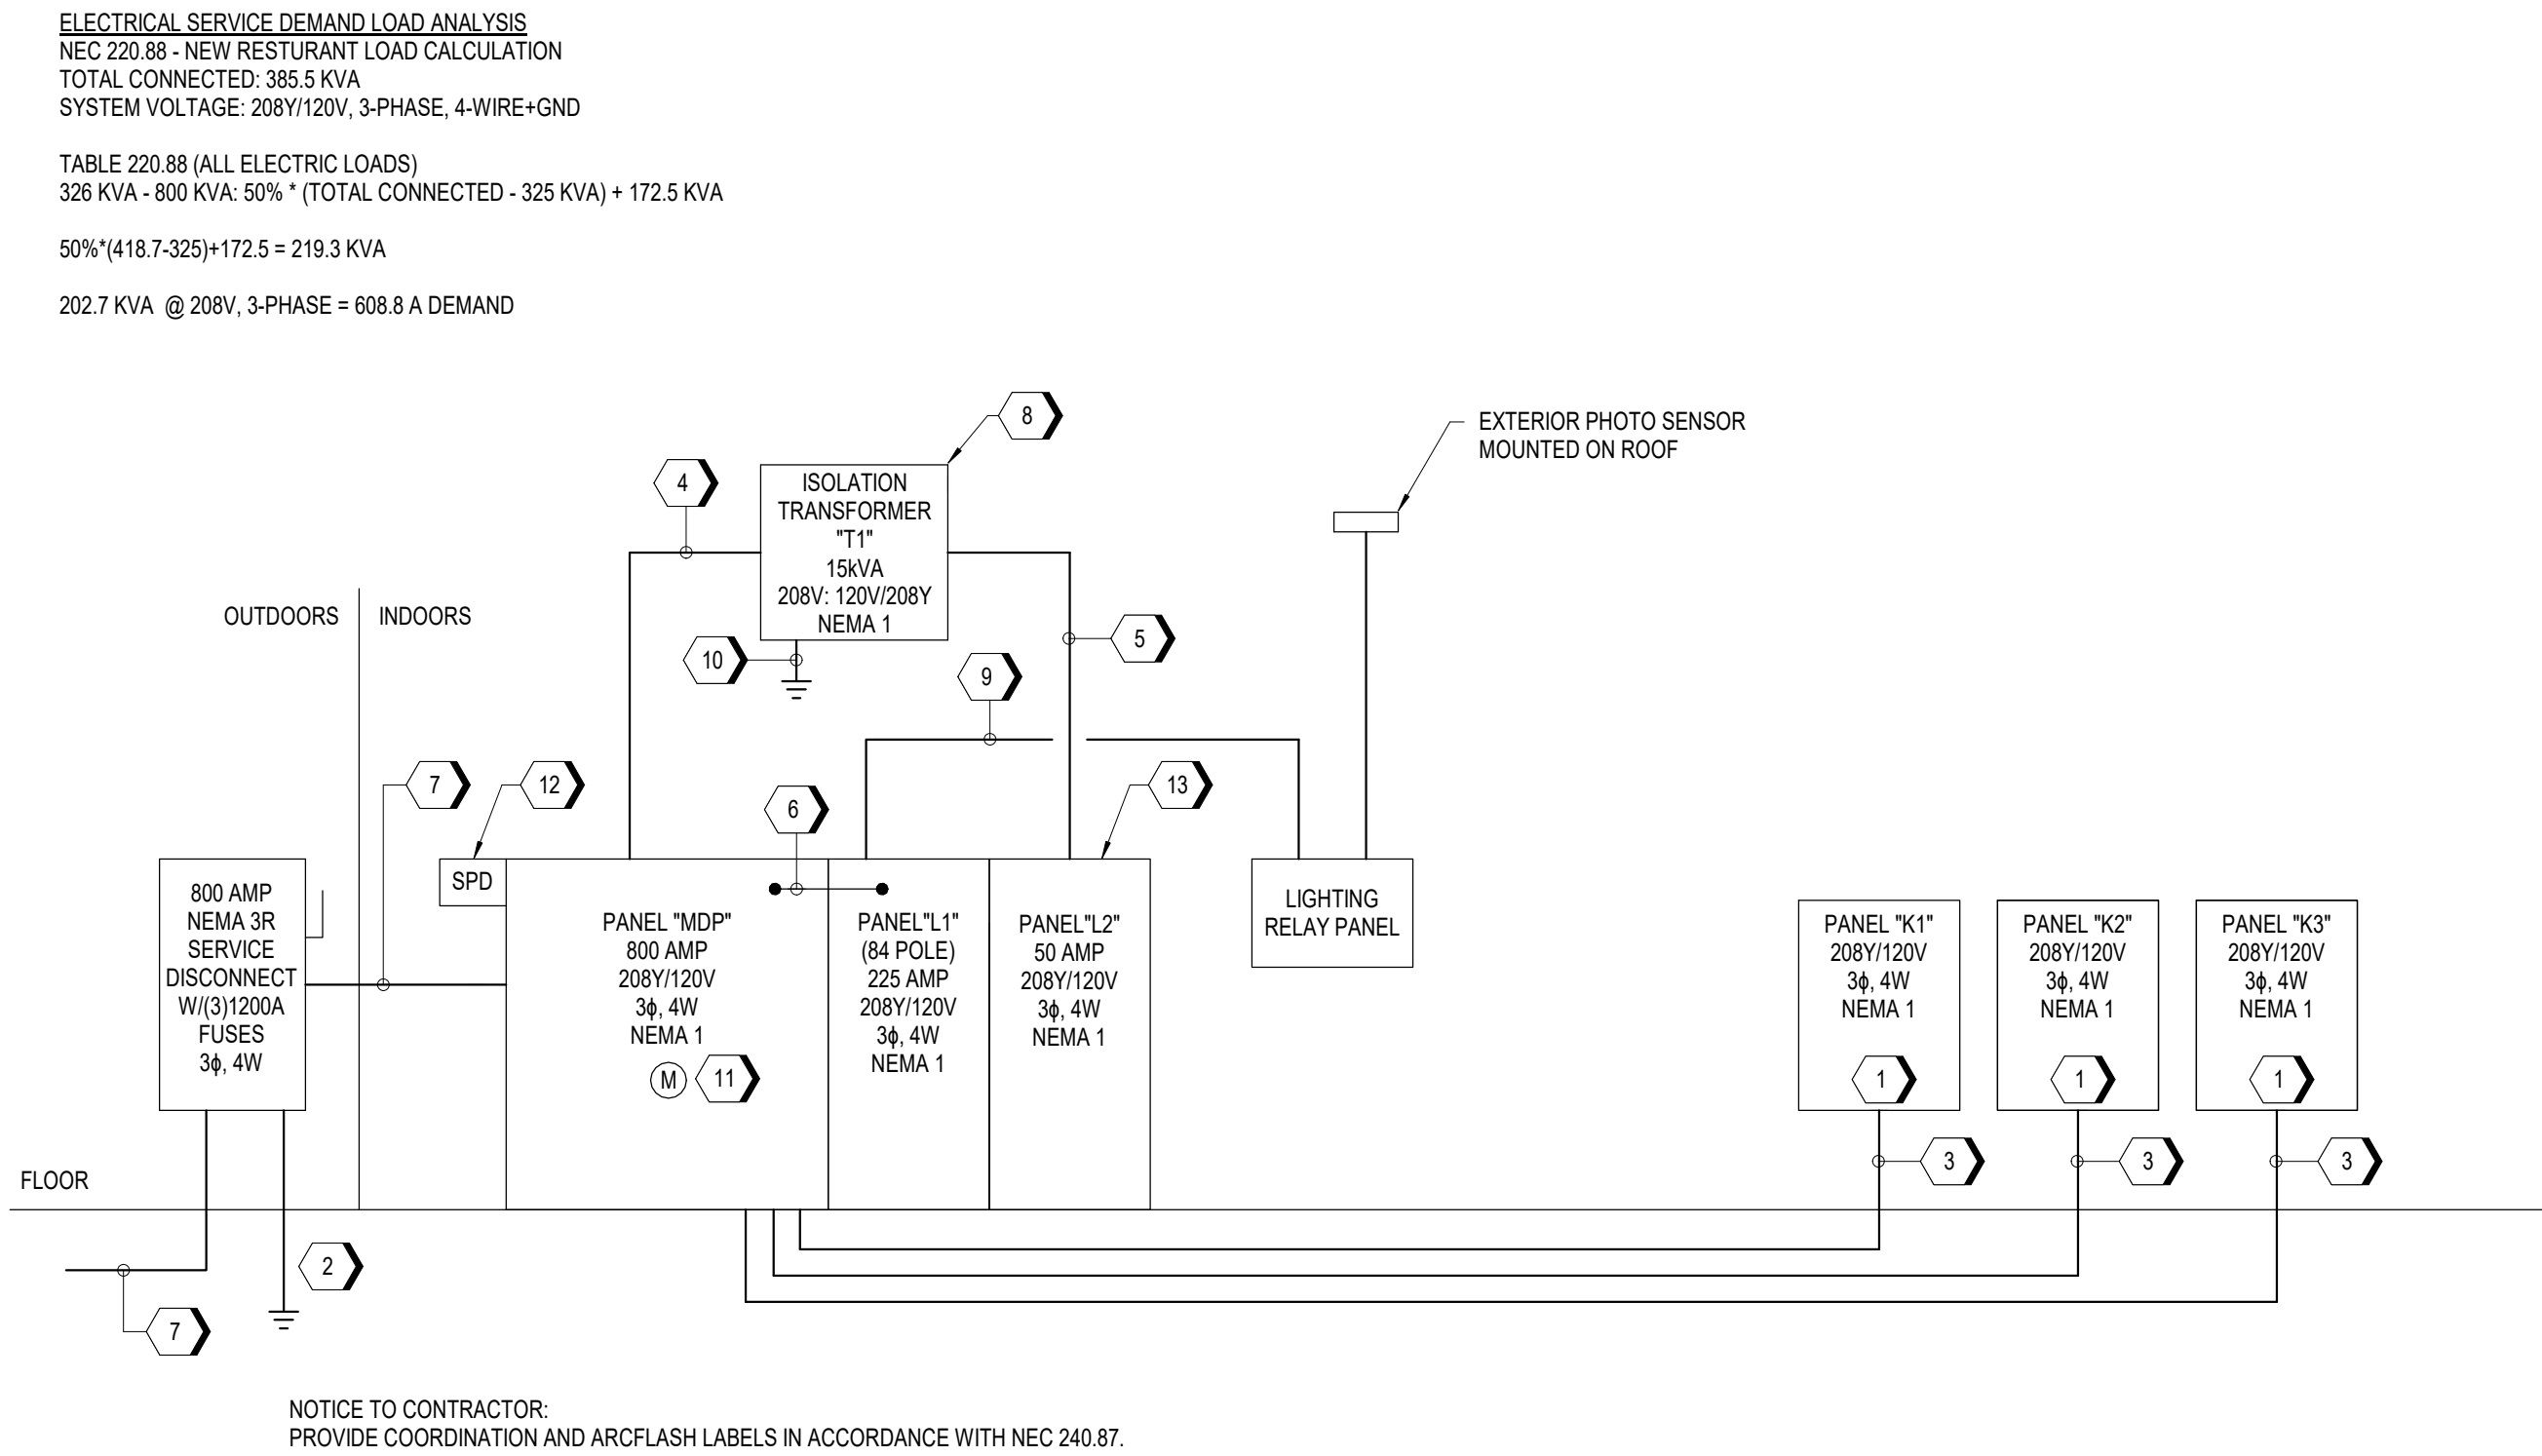 ELECTRICAL SERVICE DEMAND LOAD ANALYSIS
NEC 220.88 - NEW RESTURANT LOAD CALCULATION
TOTAL CONNECTED: 385.5 KVA
SYSTEM VOLTAGE: 208Y/120V, 3-PHASE, 4-WIRE+GND
TABLE 220.88 (ALL ELECTRIC LOADS)
326 KVA - 800 KVA: 50% * (TOTAL CONNECTED - 325 KVA) + 172.5 KVA
50%*(418.7-325)+172.5 = 219.3 KVA
202.7 KVA @ 208V, 3-PHASE = 608.8 A DEMAND
8
EXTERIOR PHOTO SENSOR
MOUNTED ON ROOF
4
ISOLATION
TRANSFORMER
"T1"
15kVA
208V: 120V/208Y
NEMA 1
OUTDOORS
INDOORS
10
5
9
7
12
6
13
800 AMP
NEMA 3R
SERVICE
DISCONNECT
W/(3)1200A
FUSES
3ϕ, 4W
SPD
PANEL "MDP"
800 AMP
208Y/120V
3ϕ, 4W
NEMA 1
M
11
PANEL"L1"
(84 POLE)
225 AMP
208Y/120V
3ϕ, 4W
NEMA 1
PANEL"L2"
50 AMP
208Y/120V
3ϕ, 4W
NEMA 1
LIGHTING
RELAY PANEL
PANEL "K1"
208Y/120V
3ϕ, 4W
NEMA 1
1
PANEL "K2"
208Y/120V
3ϕ, 4W
NEMA 1
1
PANEL "K3"
208Y/120V
3ϕ, 4W
NEMA 1
1
3
3
3
FLOOR
2
7
NOTICE TO CONTRACTOR:
PROVIDE COORDINATION AND ARCFLASH LABELS IN ACCORDANCE WITH NEC 240.87.